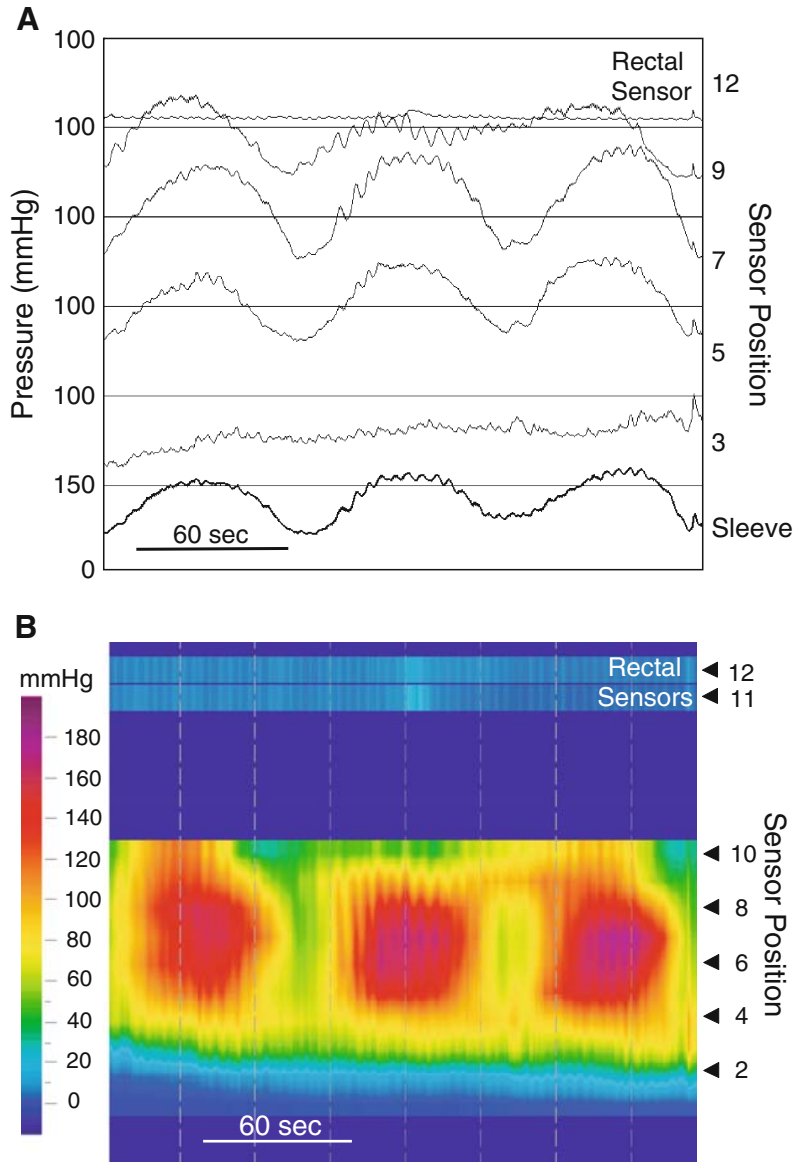 A
100
Rectal
Sensor
12
100
9
100
7
100
5
100
3
150
Sleeve
60 sec
0
Pressure (mmHg)
Sensor Position
B
mmHg
180
160
140
120
100
80
60
40
20
0
Rectal
Sensors
12
11
10
8
6
4
2
Sensor Position
60 sec